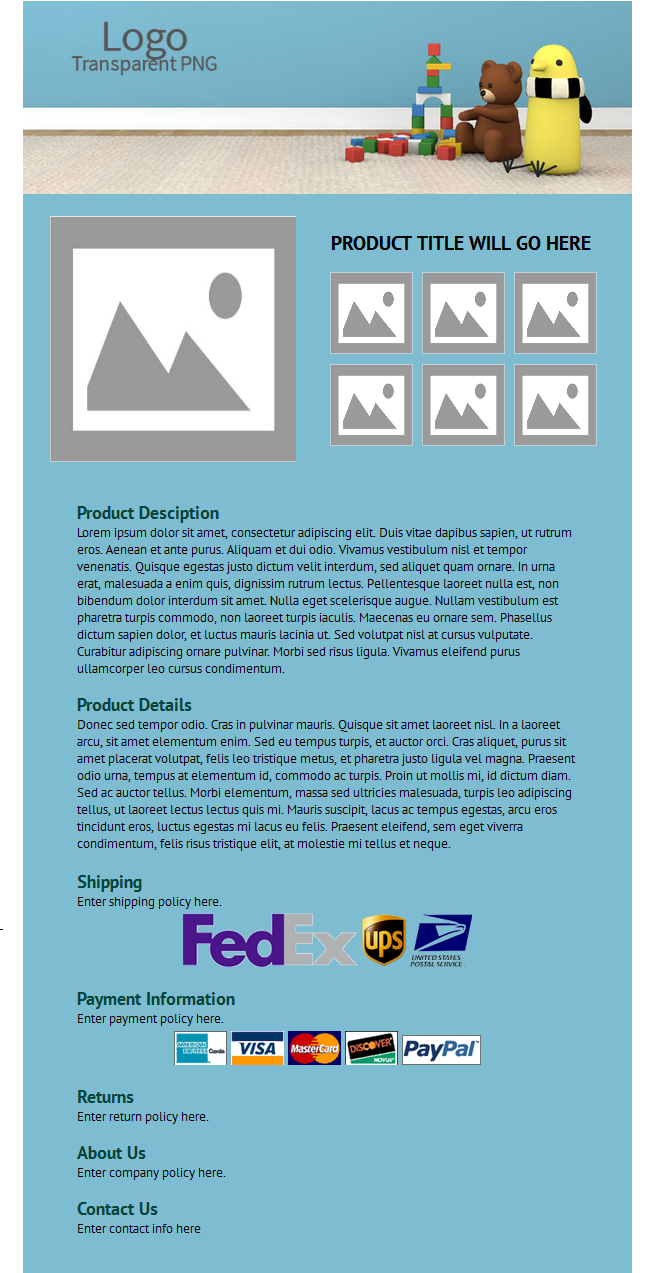 Logo
Transparent PNG
PRODUCT TITLE WILL GO HERE
Product Desciption
Lorem ipsum dolor sit amet, consectetur adipiscing elit. Duis vitae dapibus sapien, ut rutrum
eros. Aenean et ante purus. Aliquam et dui odio. Vivamus vestibulum nisl et tempor
venenatis. Quisque egestas justo dictum velit interdum, sed aliquet quam ornare. In urna
erat, malesuada a enim quis, dignissim rutrum lectus. Pellentesque laoreet nulla est, non
bibendum dolor interdum sit amet. Nulla eget scelerisque augue. Nullam vestibulum est
pharetra turpis commodo, non laoreet turpis iaculis. Maecenas eu ornare sem. Phasellus
dictum sapien dolor, et luctus mauris lacinia ut. Sed volutpat nisl at cursus vulputate.
Curabitur adipiscing ornare pulvinar. Morbi sed risus ligula. Vivamus eleifend purus
ullamcorper leo cursus condimentum.
Product Details
Donec sed tempor odio. Cras in pulvinar mauris. Quisque sit amet laoreet nisl. In a laoreet
arcu, sit amet elementum enim. Sed eu tempus turpis, et auctor orci. Cras aliquet, purus sit
amet placerat volutpat, felis leo tristique metus, et pharetra justo ligula vel magna. Praesent
odio urna, tempus at elementum id, commodo ac turpis. Proin ut mollis mi, id dictum diam.
Sed ac auctor tellus. Morbi elementum, massa sed ultricies malesuada, turpis leo adipiscing
tellus, ut laoreet lectus lectus quis mi. Mauris suscipit, lacus ac tempus egestas, arcu eros
tincidunt eros, luctus egestas mi lacus eu felis. Praesent eleifend, sem eget viverra
condimentum, felis risus tristique elit, at molestie mi tellus et neque.
Shipping
Enter shipping policy here.
FedEx ups UNITED STATES
POSTAL SERVICE.
Payment Information
Enter payment policy here.
AMERICAN EXPRESS Cards VISA MasterCard DISCOVER NOVUS PayPal
Returns
Enter return policy here.
About Us
Enter company policy here.
Contact Us
Enter contact info here